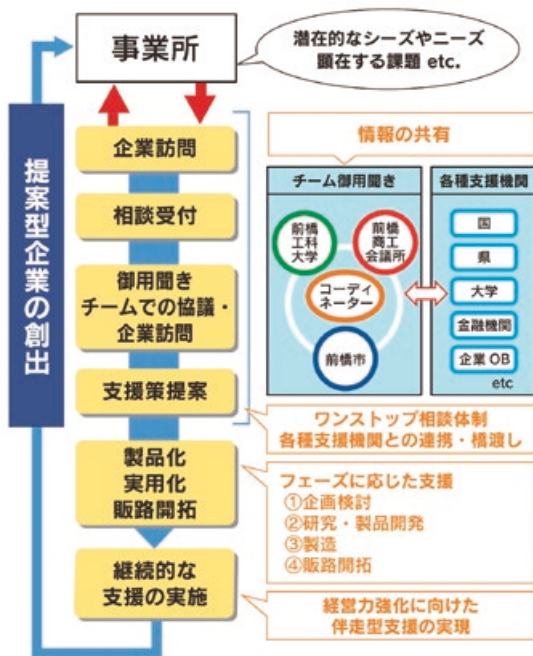 事業所
潜在的なシーズやニーズ
顕在する課題 etc.
提案型企業の創出
企業訪問
相談受付
御用聞き
チームでの協議・
企業訪問
支援策提案
情報の共有
チーム御用聞き
前橋
工科
大学
前橋
商工
会議所
コーディ
ネーター
前橋市
各種支援機関
国
県
大学
金融機関
企業 OB
etc
ワンストップ相談体制
各種支援機関との連携・橋渡し
製品化
実用化
販路開拓
フェーズに応じた支援
①企画検討
②研究・製品開発
③製造
④販路開拓
継続的な
支援の実施
経営力強化に向けた
伴走型支援の実現